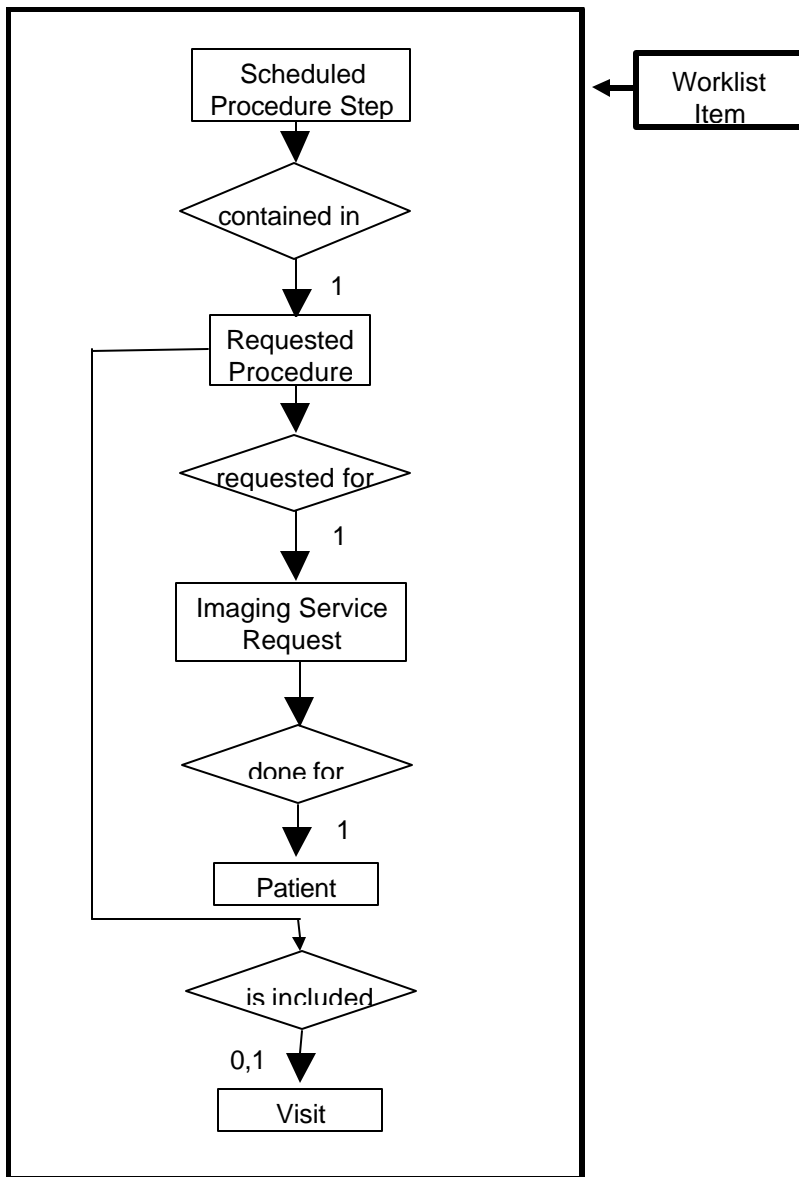 Scheduled
Procedure Step
Worklist
Item
contained in
1
Requested
Procedure
requested for
1
Imaging Service
Request
done for
1
Patient
is included
0,1
Visit